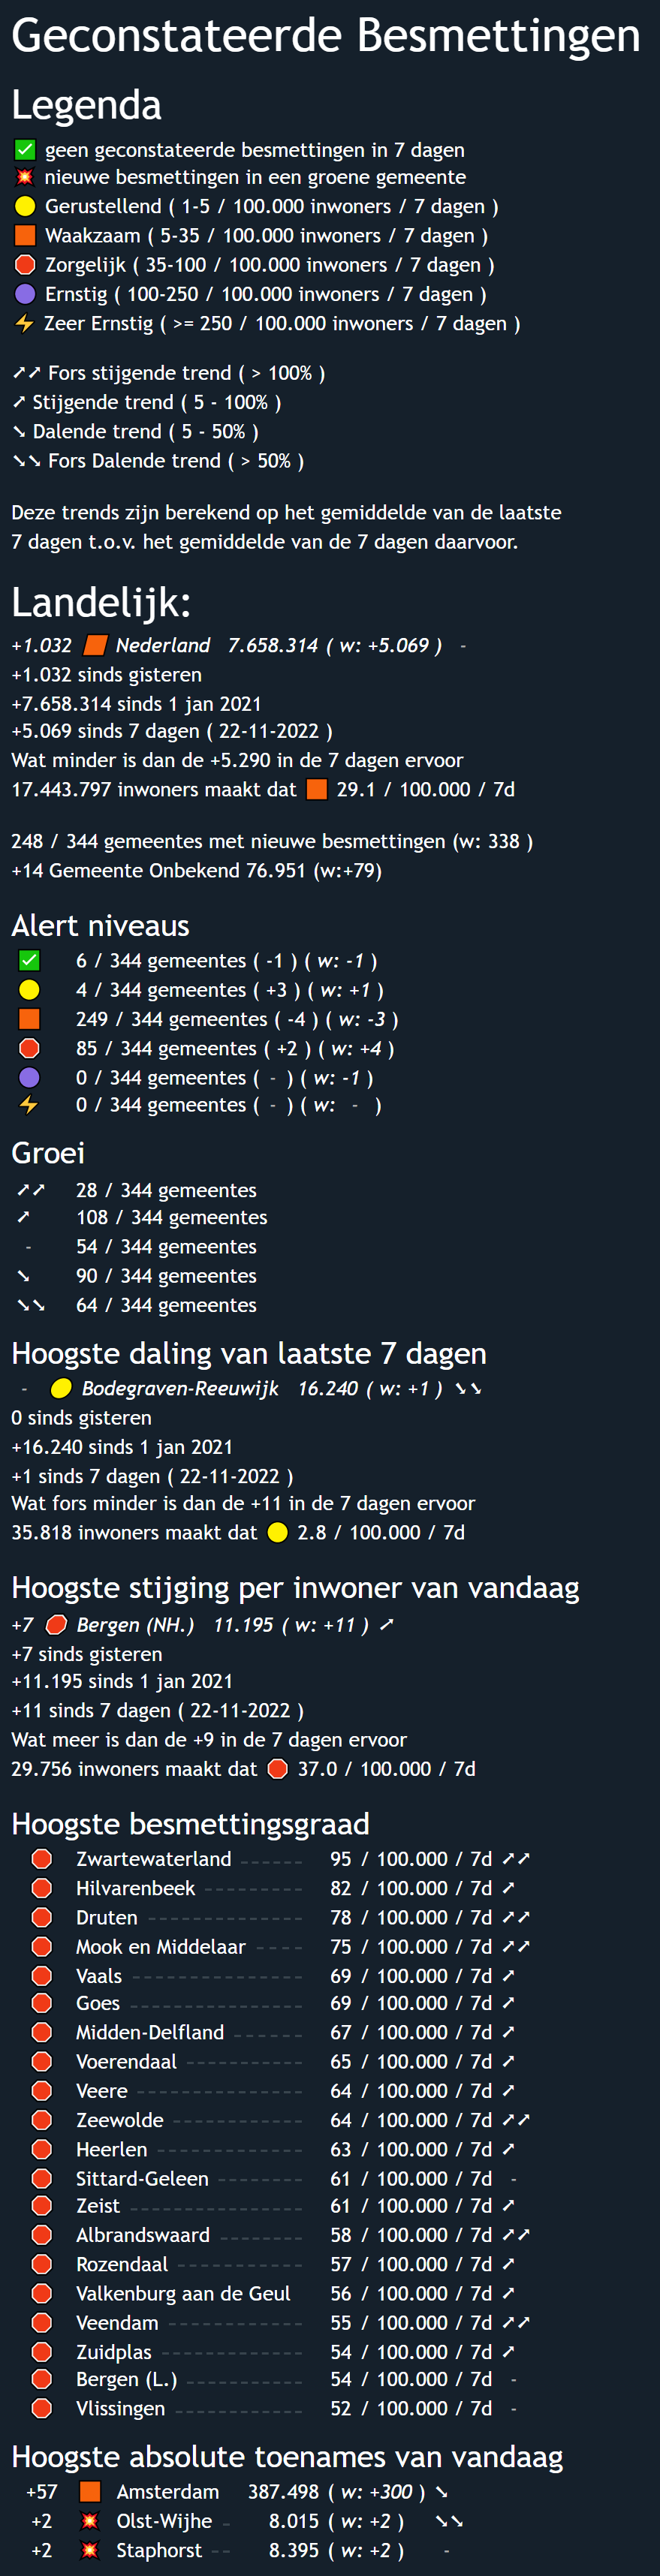 Geconstateerde Besmettingen
Legenda
✅ geen geconstateerde besmettingen in 7 dagen
💥 nieuwe besmettingen in een groene gemeente
🟡 Gerustellend ( 1-5 / 100.000 inwoners / 7 dagen )
🟧 Waakzaam ( 5-35 / 100.000 inwoners / 7 dagen )
🛑 Zorgelijk ( 35-100 / 100.000 inwoners / 7 dagen )
🟣 Ernstig ( 100-250 / 100.000 inwoners / 7 dagen )
⚡ Zeer Ernstig ( >= 250 / 100.000 inwoners / 7 dagen )
➚➚ Fors stijgende trend ( > 100% )
➚ Stijgende trend ( 5 - 100% )
➘ Dalende trend ( 5 - 50% )
➘➘ Fors Dalende trend ( > 50% )
Deze trends zijn berekend op het gemiddelde van de laatste
7 dagen t.o.v. het gemiddelde van de 7 dagen daarvoor.
Landelijk:
+1.032 🟧 Nederland 7.658.314 ( w: +5.069 ) -
+1.032 sinds gisteren
+7.658.314 sinds 1 jan 2021
+5.069 sinds 7 dagen ( 22-11-2022 )
Wat minder is dan de +5.290 in de 7 dagen ervoor
17.443.797 inwoners maakt dat 🟧 29.1 / 100.000 / 7d
248 / 344 gemeentes met nieuwe besmettingen (w: 338 )
+14 Gemeente Onbekend 76.951 (w:+79)
Alert niveaus
✅ 6 / 344 gemeentes ( -1 ) ( w: -1 )
🟡 4 / 344 gemeentes ( +3 ) ( w: +1 )
🟧 249 / 344 gemeentes ( -4 ) ( w: -3 )
🛑 85 / 344 gemeentes ( +2 ) ( w: +4 )
🟣 0 / 344 gemeentes ( - ) ( w: -1 )
⚡ 0 / 344 gemeentes ( - ) ( w: - )
Groei
➚➚ 28 / 344 gemeentes
➚ 108 / 344 gemeentes
- 54 / 344 gemeentes
➘ 90 / 344 gemeentes
➘➘ 64 / 344 gemeentes
Hoogste daling van laatste 7 dagen
- 🟡 Bodegraven-Reeuwijk 16.240 ( w: +1 ) ➘➘
0 sinds gisteren
+16.240 sinds 1 jan 2021
+1 sinds 7 dagen ( 22-11-2022 )
Wat fors minder is dan de +11 in de 7 dagen ervoor
35.818 inwoners maakt dat 🟡 2.8 / 100.000 / 7d
Hoogste stijging per inwoner van vandaag
+7 🛑 Bergen (NH.) 11.195 ( w: +11 ) ➚
+7 sinds gisteren
+11.195 sinds 1 jan 2021
+11 sinds 7 dagen ( 22-11-2022 )
Wat meer is dan de +9 in de 7 dagen ervoor
29.756 inwoners maakt dat 🛑 37.0 / 100.000 / 7d
Hoogste besmettingsgraad
🛑 Zwartewaterland ------ 95 / 100.000 / 7d ➚➚
🛑 Hilvarenbeek --------- 82 / 100.000 / 7d ➚
🛑 Druten -------------- 78 / 100.000 / 7d ➚➚
🛑 Mook en Middelaar ----- 75 / 100.000 / 7d ➚➚
🛑 Vaals --------------- 69 / 100.000 / 7d ➚
🛑 Goes --------------- 69 / 100.000 / 7d ➚
🛑 Midden-Delfland ------ 67 / 100.000 / 7d ➚
🛑 Voerendaal ---------- 65 / 100.000 / 7d ➚
🛑 Veere --------------- 64 / 100.000 / 7d ➚
🛑 Zeewolde ------------ 64 / 100.000 / 7d ➚➚
🛑 Heerlen ------------- 63 / 100.000 / 7d ➚
🛑 Sittard-Geleen -------- 61 / 100.000 / 7d -
🛑 Zeist --------------- 61 / 100.000 / 7d ➚
🛑 Albrandswaard ------- 58 / 100.000 / 7d ➚➚
🛑 Rozendaal ----------- 57 / 100.000 / 7d ➚
🛑 Valkenburg aan de Geul 56 / 100.000 / 7d ➚
🛑 Veendam ------------ 55 / 100.000 / 7d ➚➚
🛑 Zuidplas ------------- 54 / 100.000 / 7d ➚
🛑 Bergen (L.) ---------- 54 / 100.000 / 7d -
🛑 Vlissingen ----------- 52 / 100.000 / 7d -
Hoogste absolute toenames van vandaag
+57 🟧 Amsterdam 387.498 ( w: +300 ) ➘
+2 💥 Olst-Wijhe - 8.015 ( w: +2 ) ➘➘
+2 💥 Staphorst -- 8.395 ( w: +2 ) -